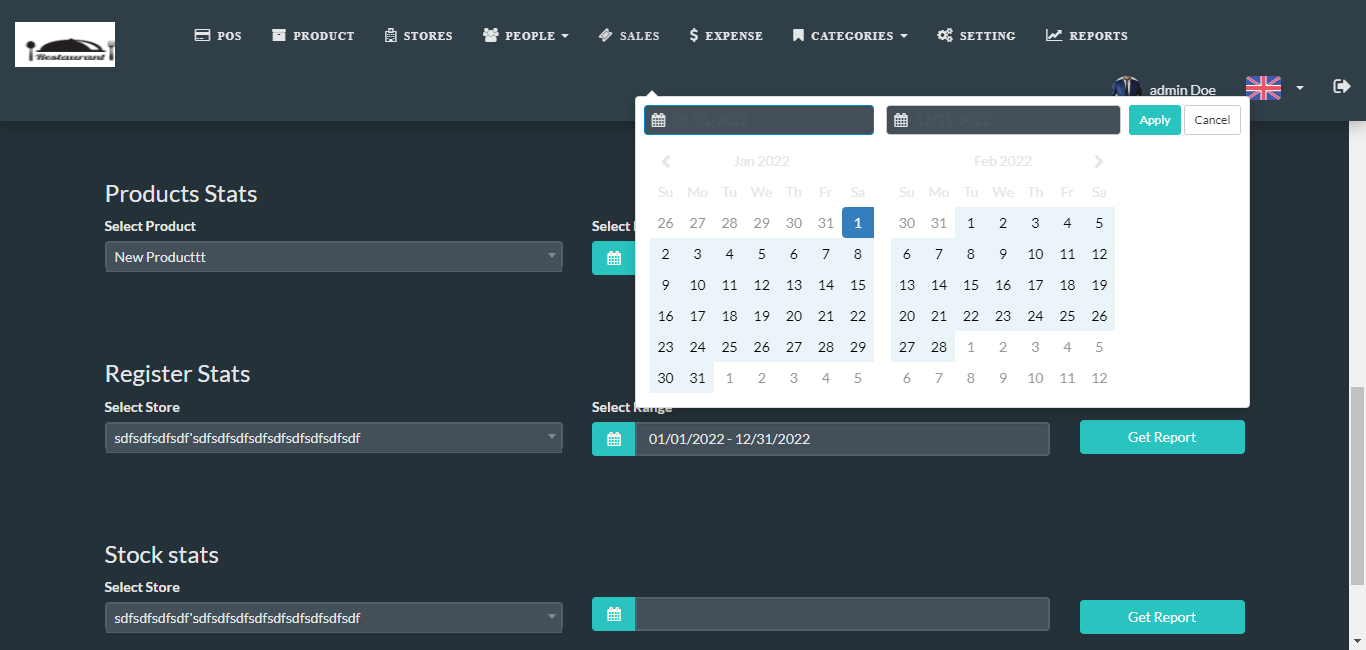 Restaurant
POS PRODUCT STORES PEOPLE SALES EXPENSE CATEGORIES SETTING REPORTS
admin Doe
01/01/2022 12/31/2022 Apply Cancel
Jan 2022 Feb 2022
Su Mo Tu We Th Fr Sa Su Mo Tu We Th Fr Sa
26 27 28 29 30 31 1 30 31 1 2 3 4 5
2 3 4 5 6 7 8 6 7 8 9 10 11 12
9 10 11 12 13 14 15 13 14 15 16 17 18 19
16 17 18 19 20 21 22 20 21 22 23 24 25 26
23 24 25 26 27 28 29 27 28 1 2 3 4 5
30 31 1 2 3 4 5 6 7 8 9 10 11 12
Products Stats
Select Product Select
New Producttt
Register Stats
Select Store Select Range
sdfsdfsdfsdf'sdfsdfsdfsdfsdfsdfsdfsdfsdf 01/01/2022 - 12/31/2022 Get Report
Stock stats
Select Store
sdfsdfsdfsdf'sdfsdfsdfsdfsdfsdfsdfsdfsdf Get Report